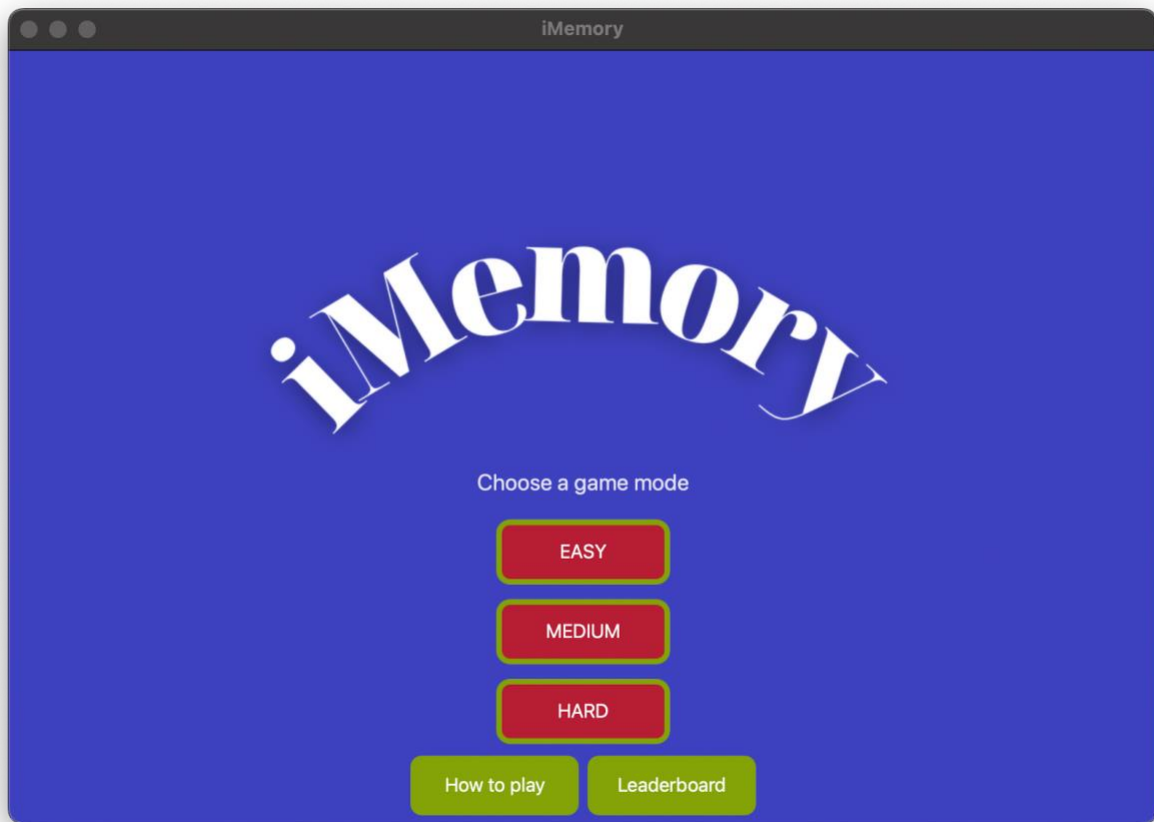 iMemory
iMemory
Choose a game mode
EASY
MEDIUM
HARD
How to play Leaderboard